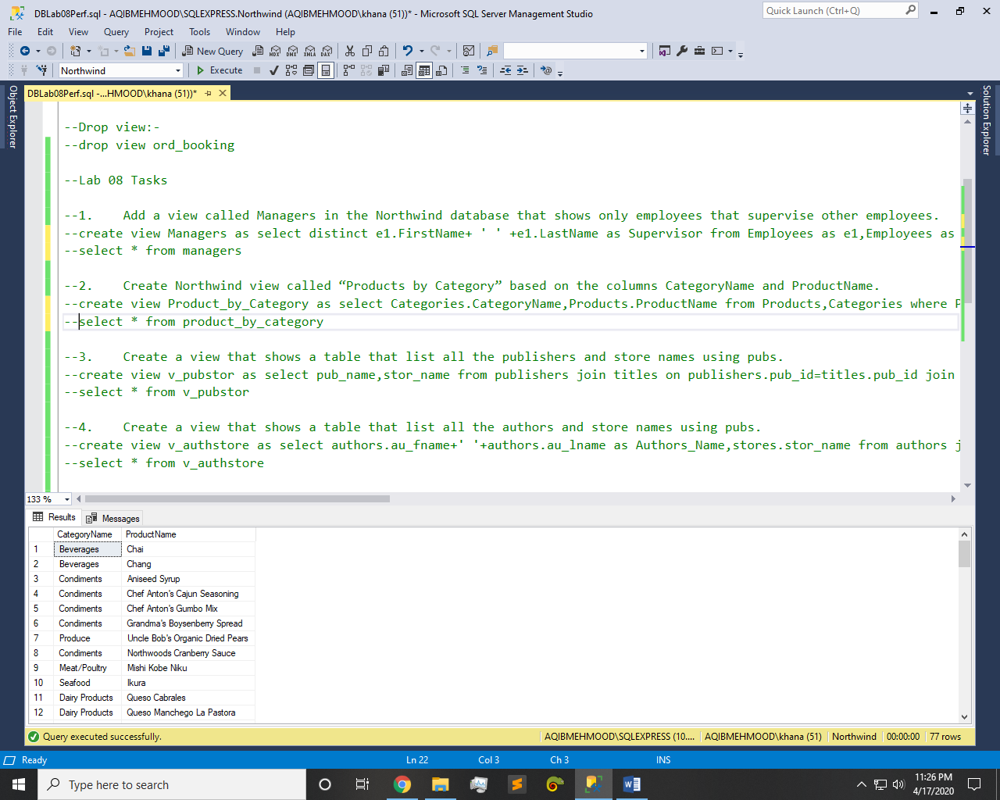 DBLab08Perf.sql - AQIBMEHMOOD\SQLEXPRESS.Northwind (AQIBMEHMOOD\khana (51))* - Microsoft SQL Server Management Studio
Quick Launch (Ctrl+Q)
File Edit View Query Project Tools Window Help
New Query
MDX DMX XMLA DAX
Northwind
Execute
Object Explorer
DBLab08Perf.sql -...HMOOD\khana (51))*
Solution Explorer
--Drop view:-
--drop view ord_booking
--Lab 08 Tasks
--1. Add a view called Managers in the Northwind database that shows only employees that supervise other employees.
--create view Managers as select distinct e1.FirstName+ ' ' +e1.LastName as Supervisor from Employees as e1,Employees as
--select * from managers
--2. Create Northwind view called “Products by Category” based on the columns CategoryName and ProductName.
--create view Product_by_Category as select Categories.CategoryName,Products.ProductName from Products,Categories where P
--select * from product_by_category
--3. Create a view that shows a table that list all the publishers and store names using pubs.
--create view v_pubstor as select pub_name,stor_name from publishers join titles on publishers.pub_id=titles.pub_id join
--select * from v_pubstor
--4. Create a view that shows a table that list all the authors and store names using pubs.
--create view v_authstore as select authors.au_fname+' '+authors.au_lname as Authors_Name,stores.stor_name from authors j
--select * from v_authstore
133 %
Results Messages
CategoryName ProductName
1 Beverages Chai
2 Beverages Chang
3 Condiments Aniseed Syrup
4 Condiments Chef Anton's Cajun Seasoning
5 Condiments Chef Anton's Gumbo Mix
6 Condiments Grandma's Boysenberry Spread
7 Produce Uncle Bob's Organic Dried Pears
8 Condiments Northwoods Cranberry Sauce
9 Meat/Poultry Mishi Kobe Niku
10 Seafood Ikura
11 Dairy Products Queso Cabrales
12 Dairy Products Queso Manchego La Pastora
Query executed successfully.
AQIBMEHMOOD\SQLEXPRESS (10.... AQIBMEHMOOD\khana (51) Northwind 00:00:00 77 rows
Ready Ln 22 Col 3 Ch 3 INS
Type here to search
11:26 PM
4/17/2020